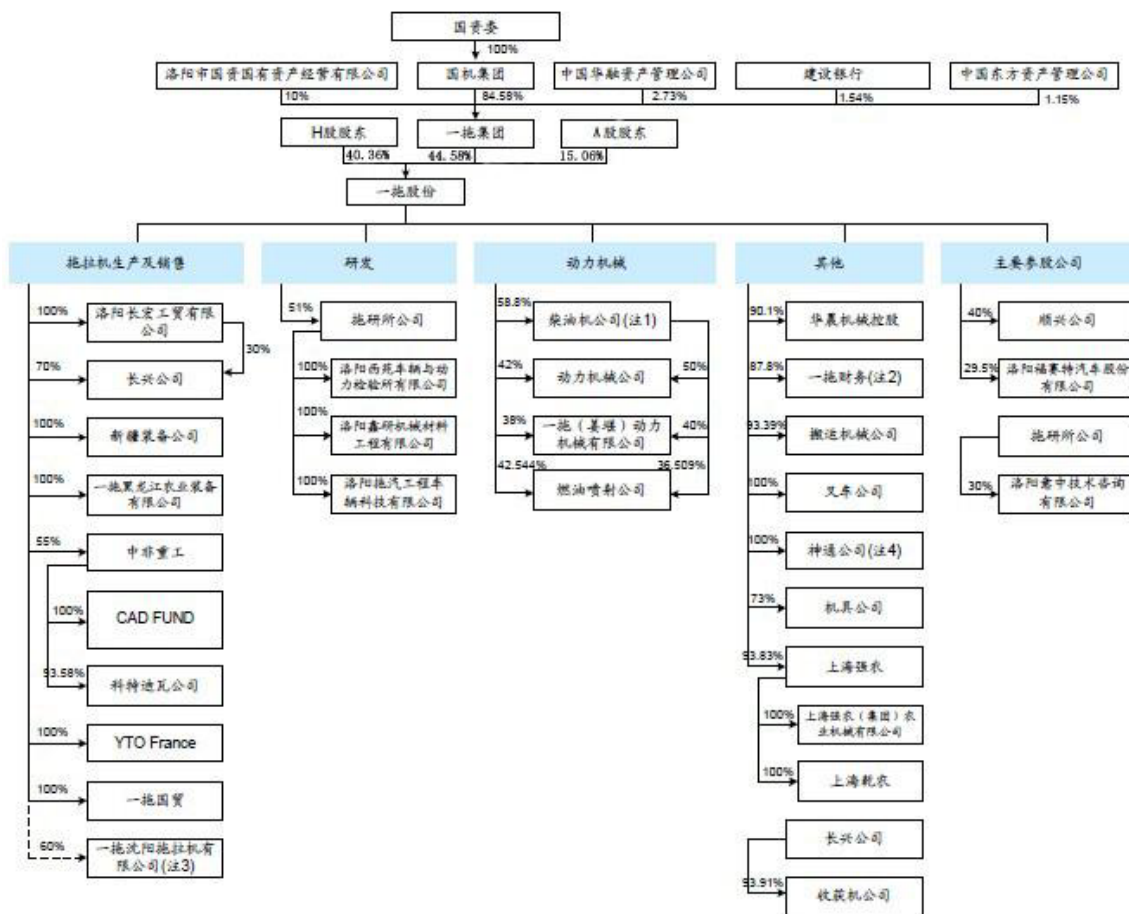 国资委
100%
洛阳市国资国有资产经营有限公司
国机集团
中国华融资产管理公司
建设银行
中国东方资产管理公司
10%
84.58%
2.73%
1.54%
1.15%
H股股东
一拖集团
A股股东
40.36%
44.58%
15.06%
一拖股份
拖拉机生产及销售
100%
洛阳长宏工贸有限
公司
30%
70%
长兴公司
100%
新疆装备公司
100%
一拖黑龙江农业装备
有限公司
55%
中非重工
100%
CAD FUND
93.58%
科特迪瓦公司
100%
YTO France
100%
一拖国贸
60%
一拖沈阳拖拉机有
限公司(注3)
研发
51%
拖研所公司
100%
洛阳西苑车辆与动
力检验所有限公司
100%
洛阳鑫研机械材料
工程有限公司
100%
洛阳拖汽工程车
辆科技有限公司
动力机械
58.8%
柴油机公司(注1)
42%
动力机械公司
50%
38%
一拖（姜堰）动力
机械有限公司
40%
42.544%
燃油喷射公司
36.509%
其他
90.1%
华晨机械控股
87.8%
一拖财务(注2)
93.39%
搬运机械公司
100%
叉车公司
100%
神通公司(注4)
73%
机具公司
93.83%
上海强农
100%
上海强农（集团）农
业机械有限公司
100%
上海乾农
长兴公司
93.91%
收获机公司
主要参股公司
40%
顺兴公司
29.5%
洛阳福赛特汽车股份
有限公司
拖研所公司
30%
洛阳意中技术咨询
有限公司